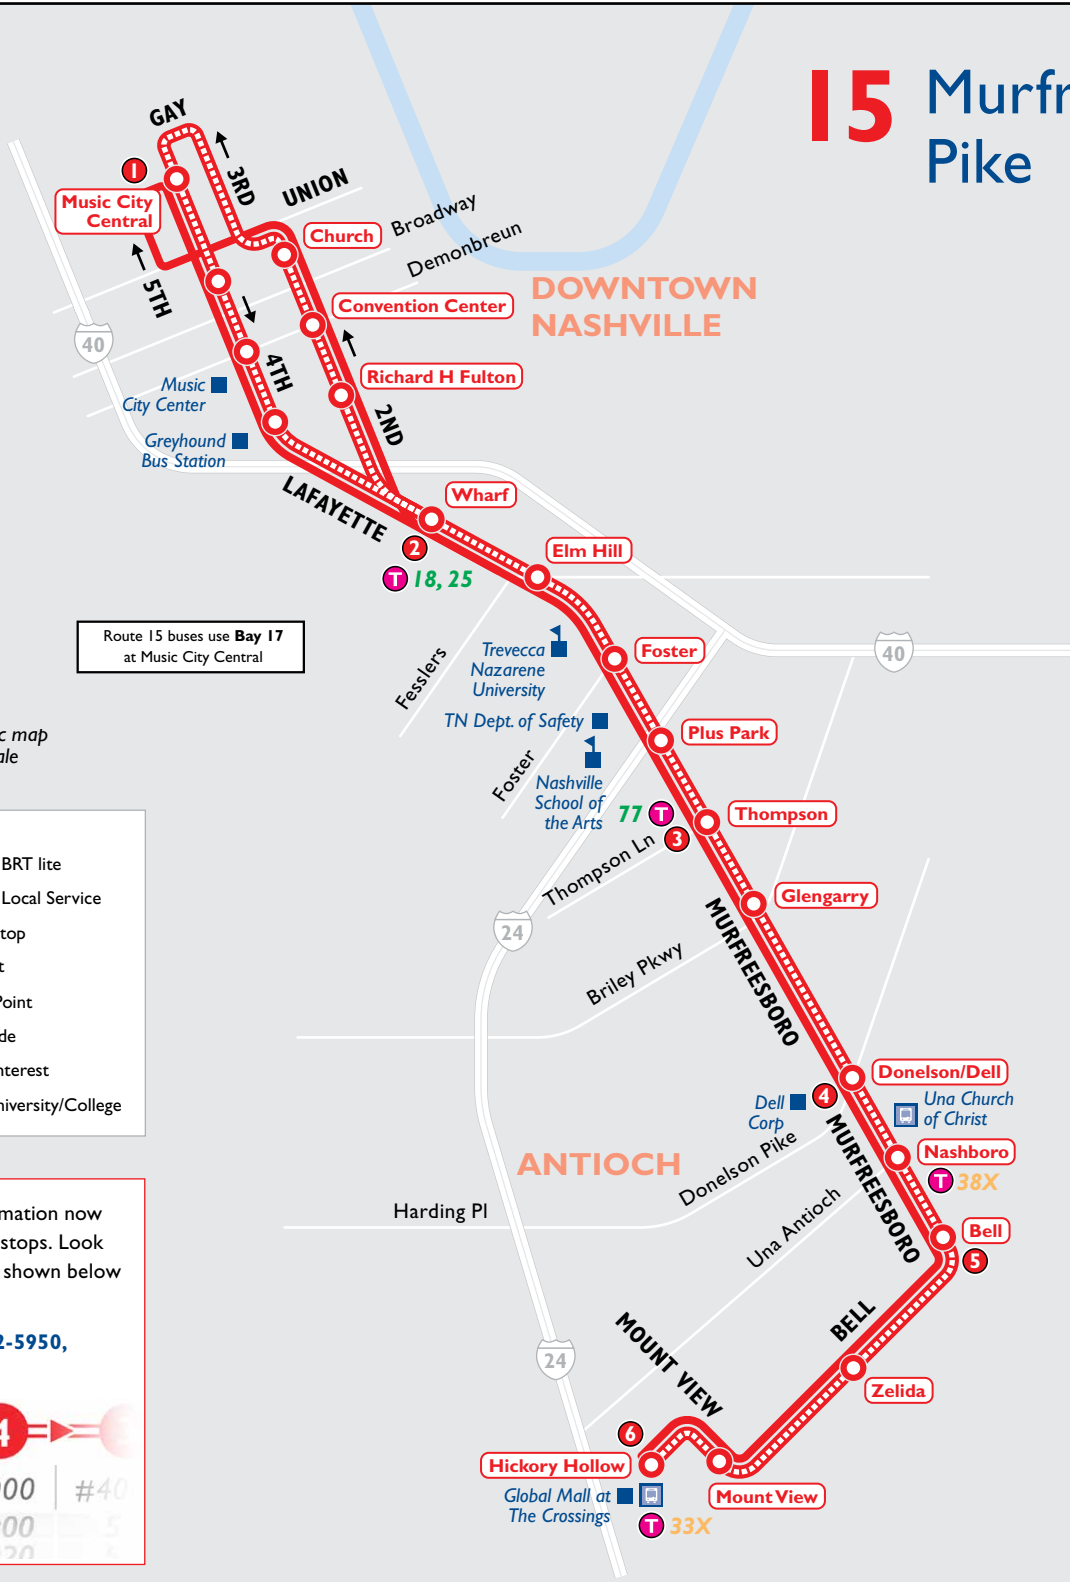 15 Murfr
Pike
GAY
3RD
UNION
1
Music City
Central
Church
Broadway
Demonbreun
5TH
Convention Center
DOWNTOWN
NASHVILLE
40
4TH
Richard H Fulton
Music
City Center
2ND
Greyhound
Bus Station
LAFAYETTE
Wharf
2
T 18, 25
Elm Hill
Route 15 buses use Bay 17
at Music City Central
Trevecca
Nazarene
University
Foster
40
Fesslers
TN Dept. of Safety
Plus Park
c map
ale
Foster
Nashville
School of
the Arts
77 T
3
Thompson
Thompson Ln
BRT lite
Local Service
top
t
Point
de
nterest
niversity/College
Glengarry
24
MURFREESBORO
Briley Pkwy
Donelson/Dell
4
Dell
Corp
Una Church
of Christ
MURFREESBORO
Nashboro
T 38X
ANTIOCH
Donelson Pike
Harding Pl
Una Antioch
Bell
5
mation now
stops. Look
shown below
2-5950,
BELL
MOUNT VIEW
24
Zelida
4
6
Hickory Hollow
Mount View
Global Mall at
The Crossings
T 33X
00 #40
00 5